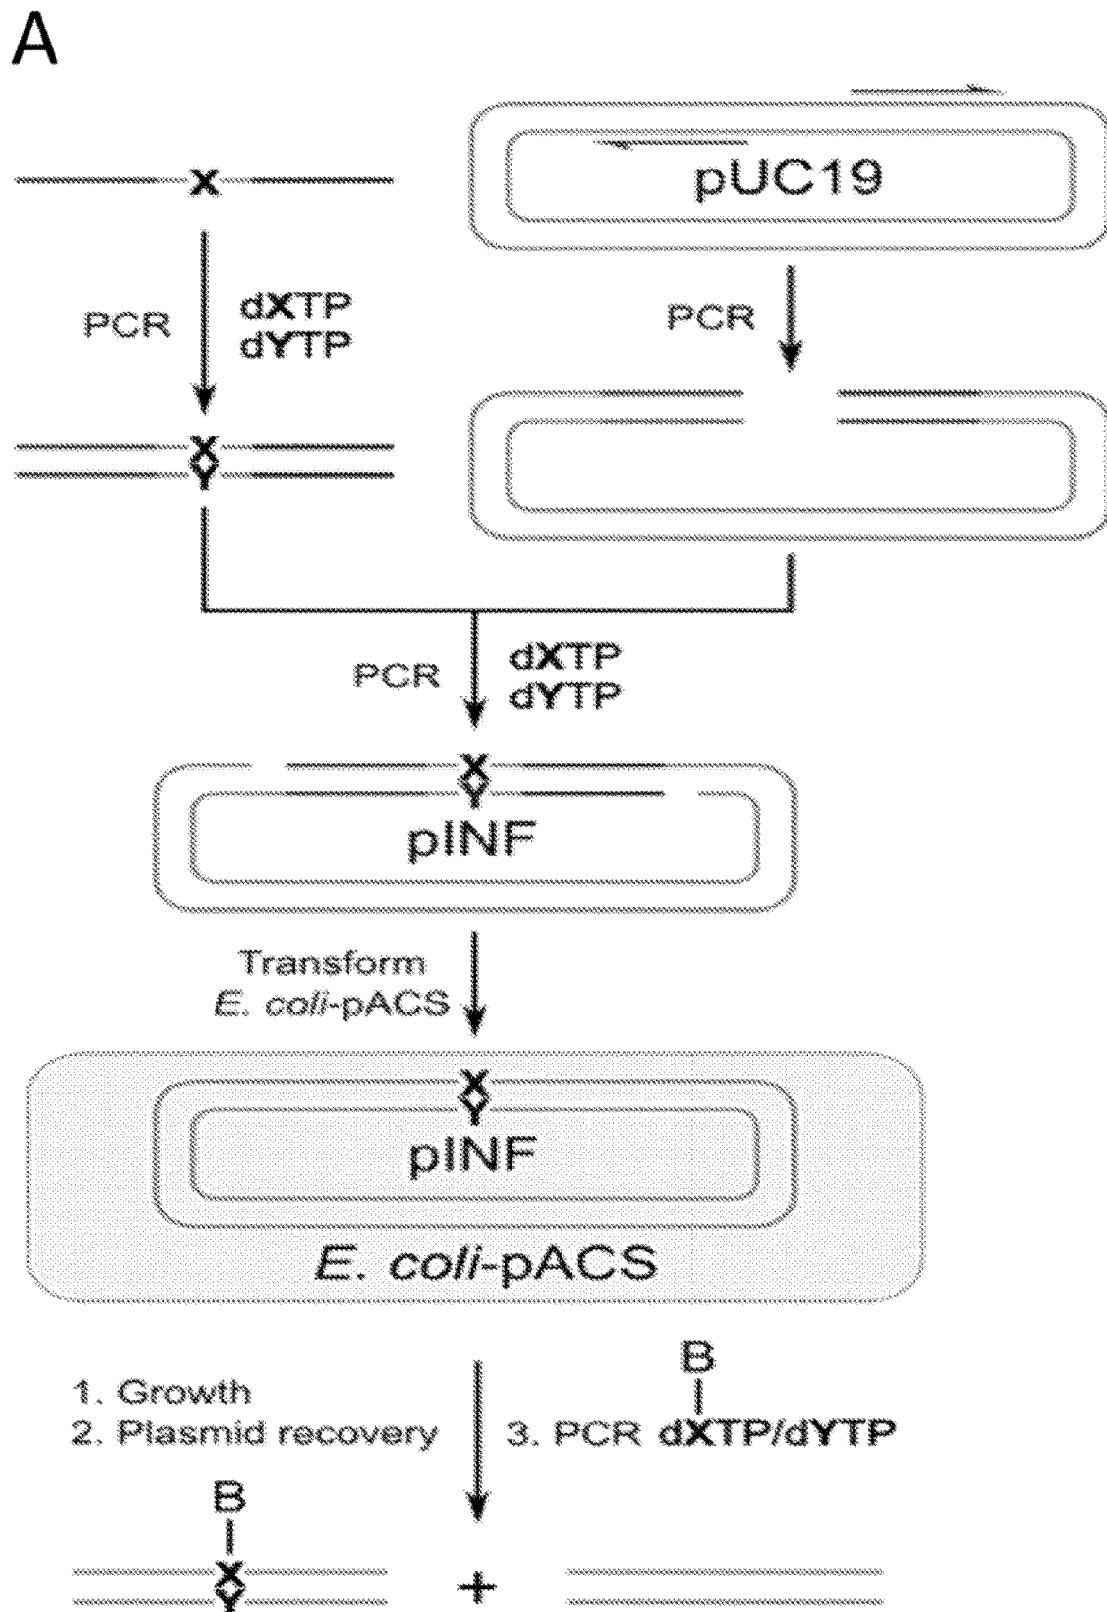 A
X
pUC19
PCR
dXTP
dYTP
PCR
X
Y
PCR
dXTP
dYTP
X
Y
pINF
Transform
E. coli-pACS
X
Y
pINF
E. coli-pACS
1. Growth
2. Plasmid recovery
B
3. PCR dXTP/dYTP
B
X
Y
+